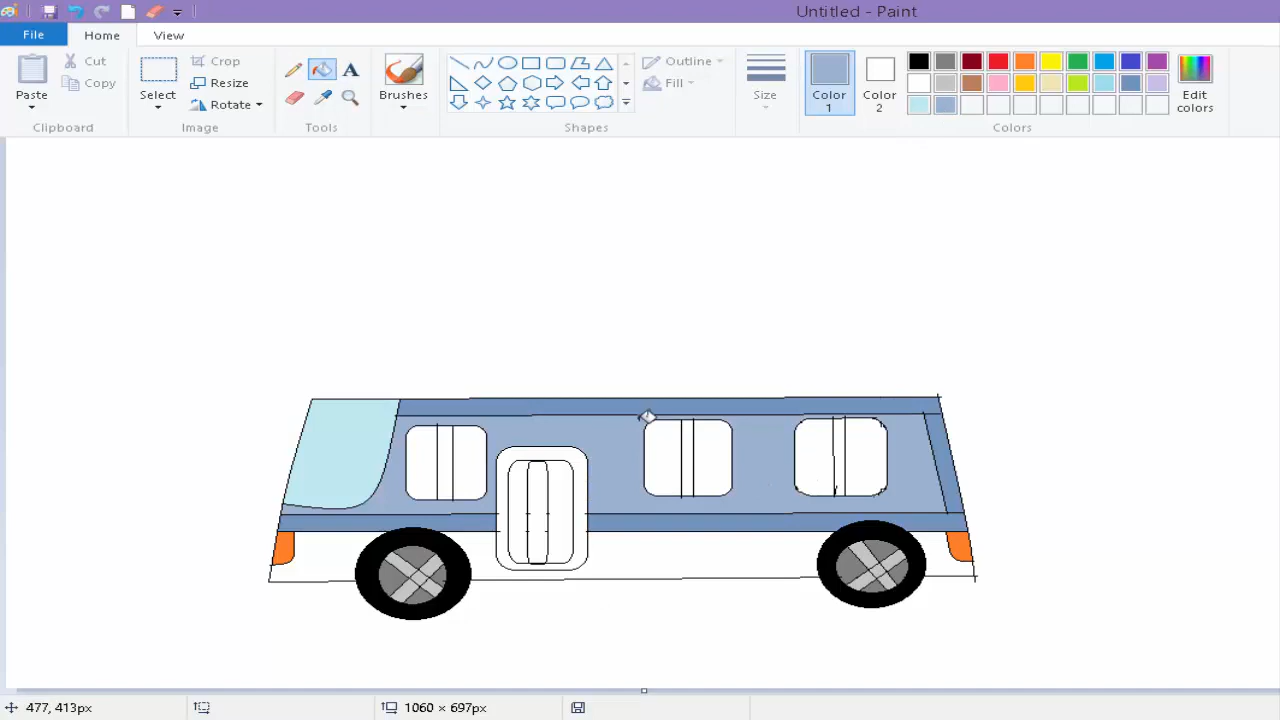 Untitled - Paint
File Home View
Paste
Cut
Copy
Clipboard
Select
Crop
Resize
Rotate
Image
A
Tools
Brushes
Shapes
Outline
Fill
Size
Color 1
Color 2
Edit colors
Colors
477, 413px
1060 × 697px